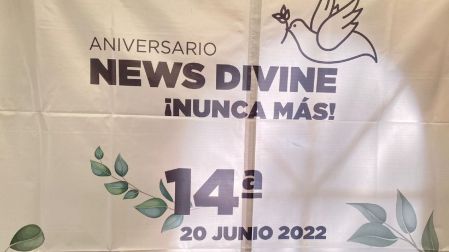 ANIVERSARIO
NEWS DIVINE
¡NUNCA MÁS!
14ª
20 JUNIO 2022